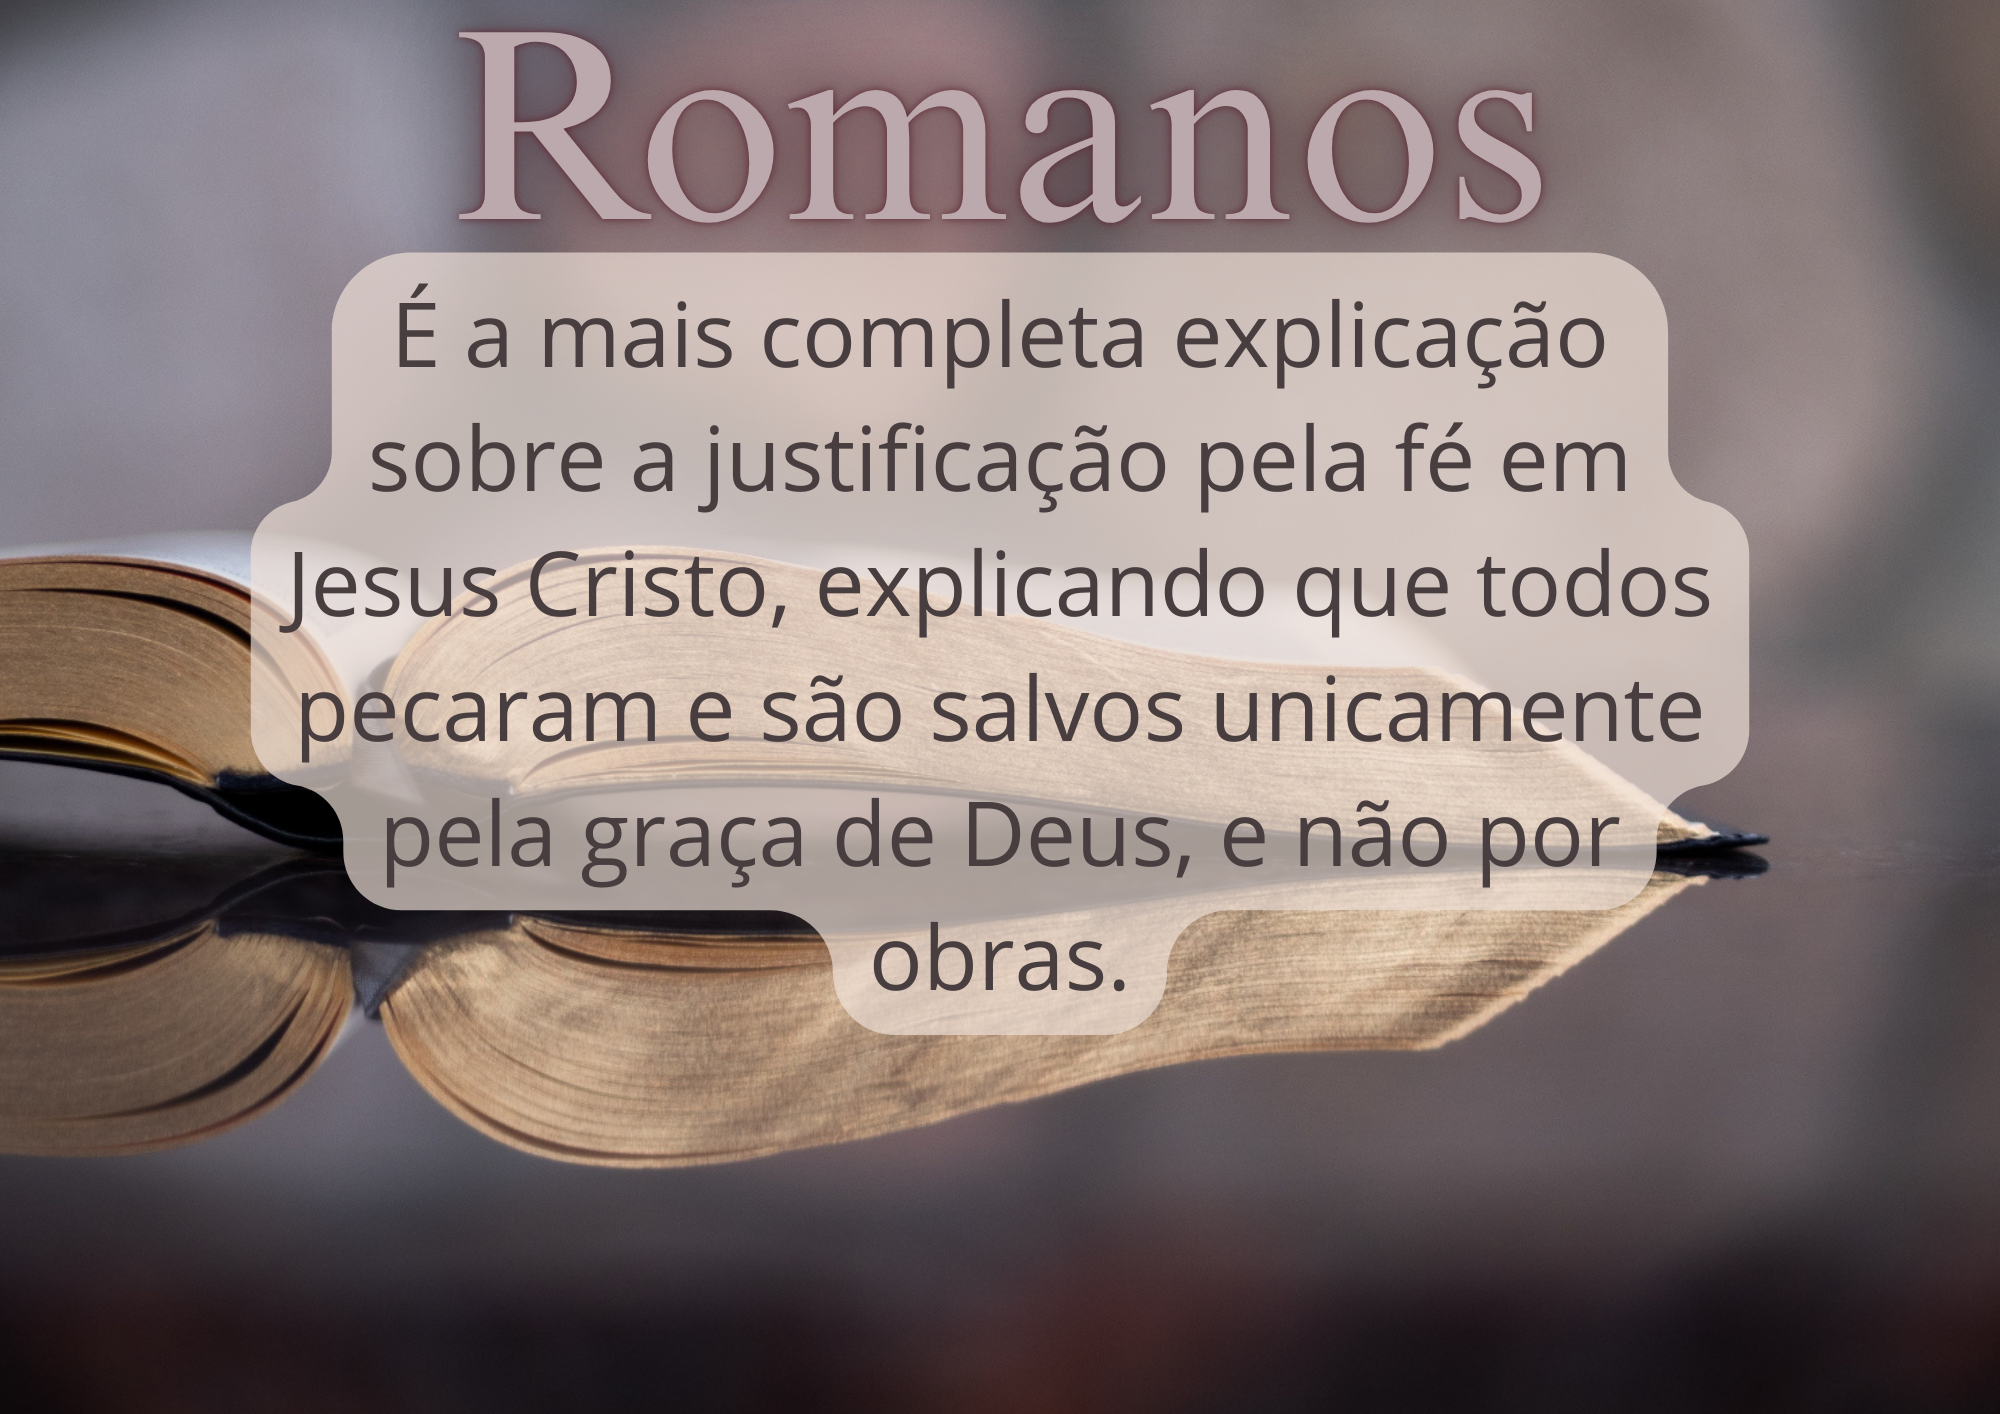 Romanos
É a mais completa explicação
sobre a justificação pela fé em
Jesus Cristo, explicando que todos
pecaram e são salvos unicamente
pela graça de Deus, e não por
obras.